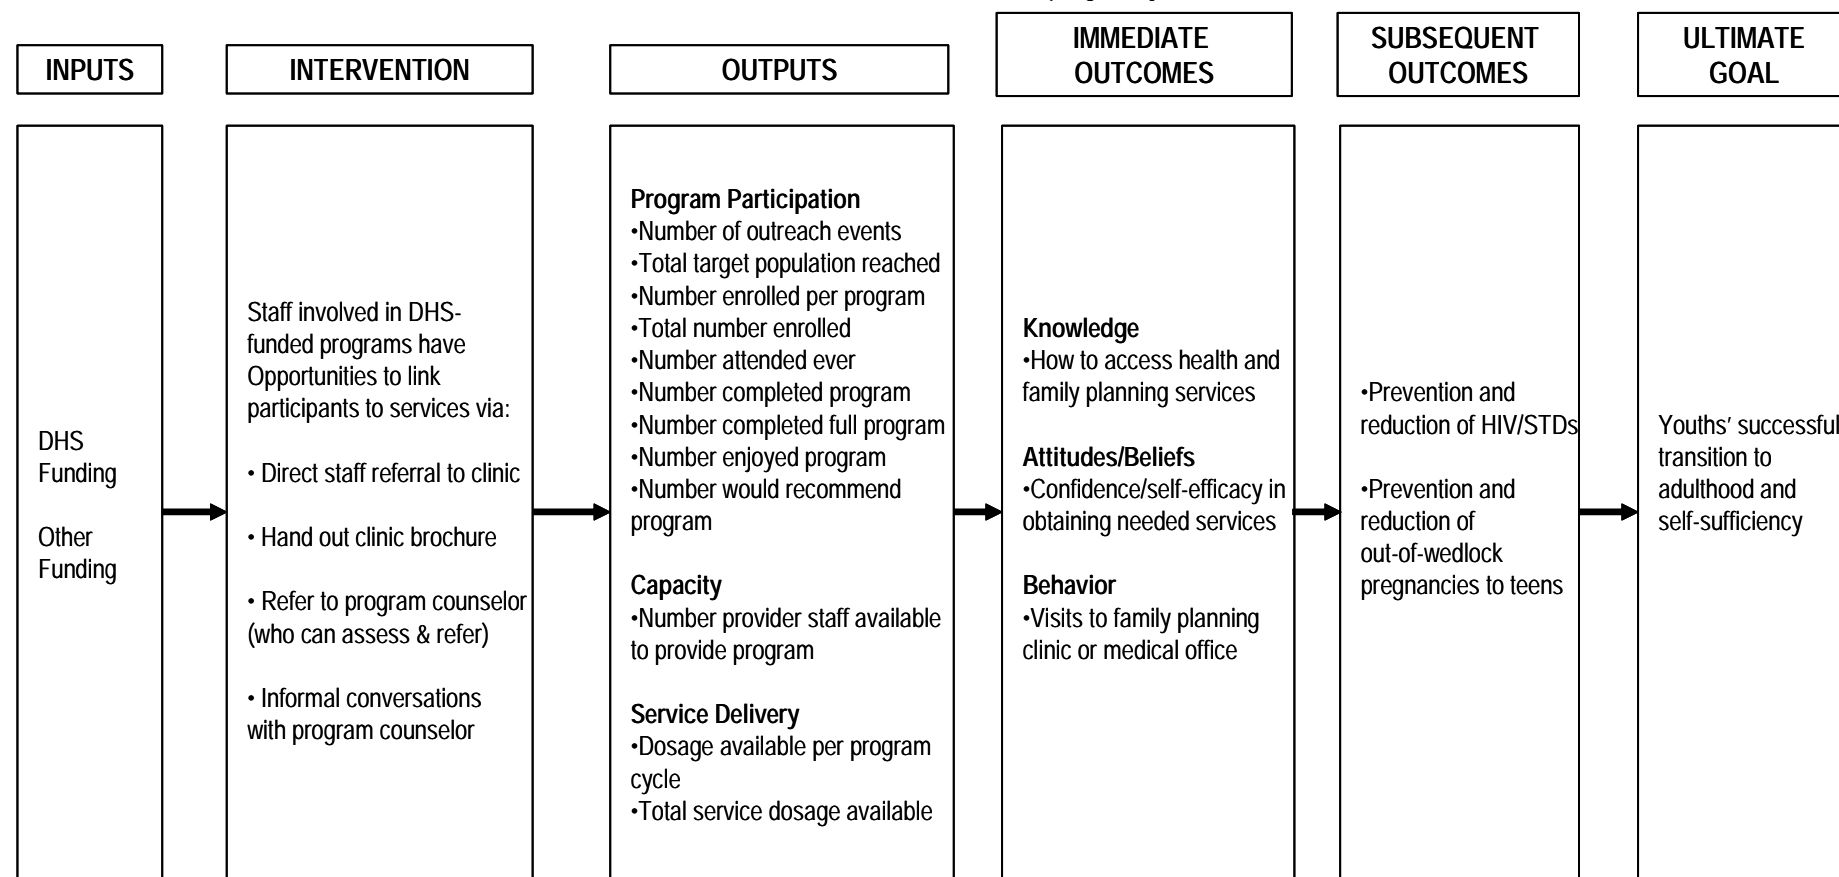 INPUTS
INTERVENTION
OUTPUTS
IMMEDIATE
OUTCOMES
SUBSEQUENT
OUTCOMES
ULTIMATE
GOAL
DHS
Funding
Other
Funding
Staff involved in DHS-
funded programs have
Opportunities to link
participants to services via:
• Direct staff referral to clinic
• Hand out clinic brochure
• Refer to program counselor
(who can assess & refer)
• Informal conversations
with program counselor
Program Participation
•Number of outreach events
•Total target population reached
•Number enrolled per program
•Total number enrolled
•Number attended ever
•Number completed program
•Number completed full program
•Number enjoyed program
•Number would recommend
program
Capacity
•Number provider staff available
to provide program
Service Delivery
•Dosage available per program
cycle
•Total service dosage available
Knowledge
•How to access health and
family planning services
Attitudes/Beliefs
•Confidence/self-efficacy in
obtaining needed services
Behavior
•Visits to family planning
clinic or medical office
•Prevention and
reduction of HIV/STDs
•Prevention and
reduction of
out-of-wedlock
pregnancies to teens
Youths’ successful
transition to
adulthood and
self-sufficiency